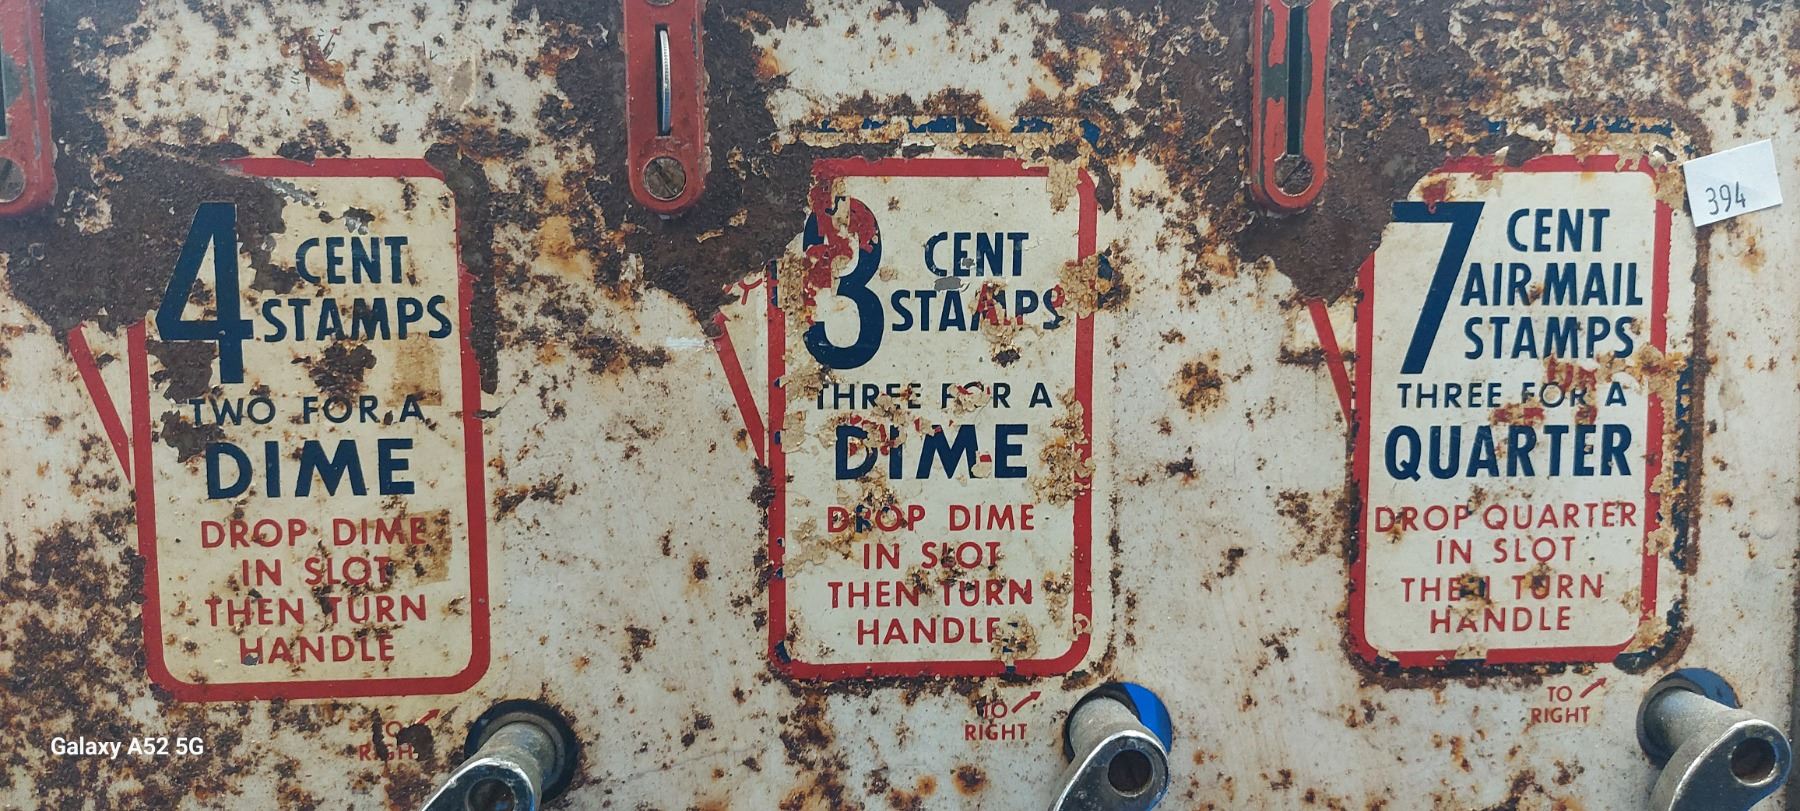 4 CENT
STAMPS
TWO FOR A
DIME
DROP DIME
IN SLOT
THEN TURN
HANDLE
TO
RIGHT
3 CENT
STAMPS
THREE FOR A
DIME
DROP DIME
IN SLOT
THEN TURN
HANDLE
TO
RIGHT
7 CENT
AIR MAIL
STAMPS
THREE FOR A
QUARTER
DROP QUARTER
IN SLOT
THEN TURN
HANDLE
TO
RIGHT
394
Galaxy A52 5G